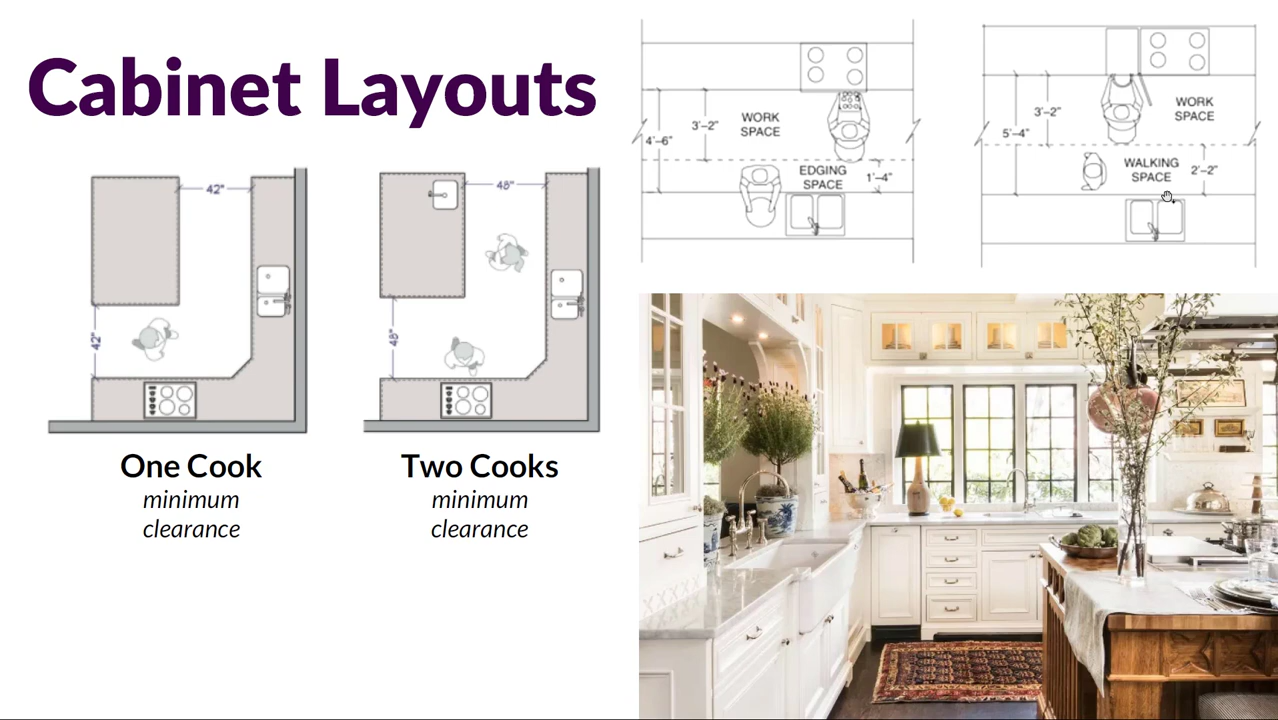 Cabinet Layouts
42"
42"
One Cook
minimum
clearance
48"
48"
Two Cooks
minimum
clearance
4'-6"
3'-2"
WORK
SPACE
EDGING
SPACE
1'-4"
5'-4"
3'-2"
WORK
SPACE
WALKING
SPACE
2'-2"